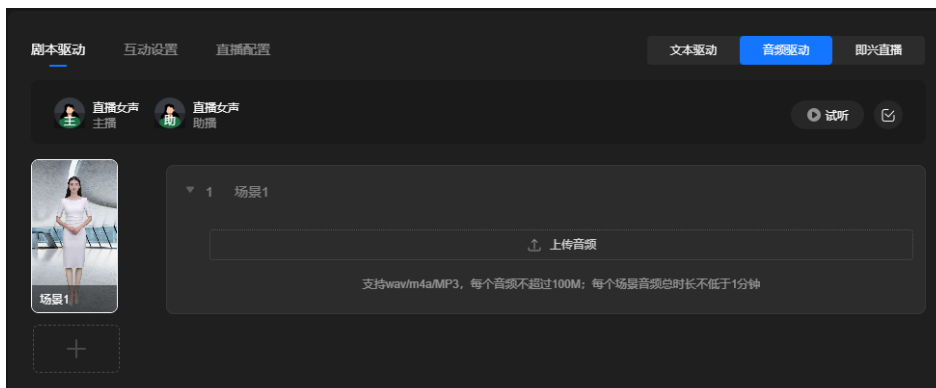 剧本驱动 互动设置 直播配置 文本驱动 音频驱动 即兴直播
主 直播女声 助 直播女声 试听
主播 助播
1 场景1
上传音频
支持wav/m4a/MP3，每个音频不超过100M；每个场景音频总时长不低于1分钟
场景1